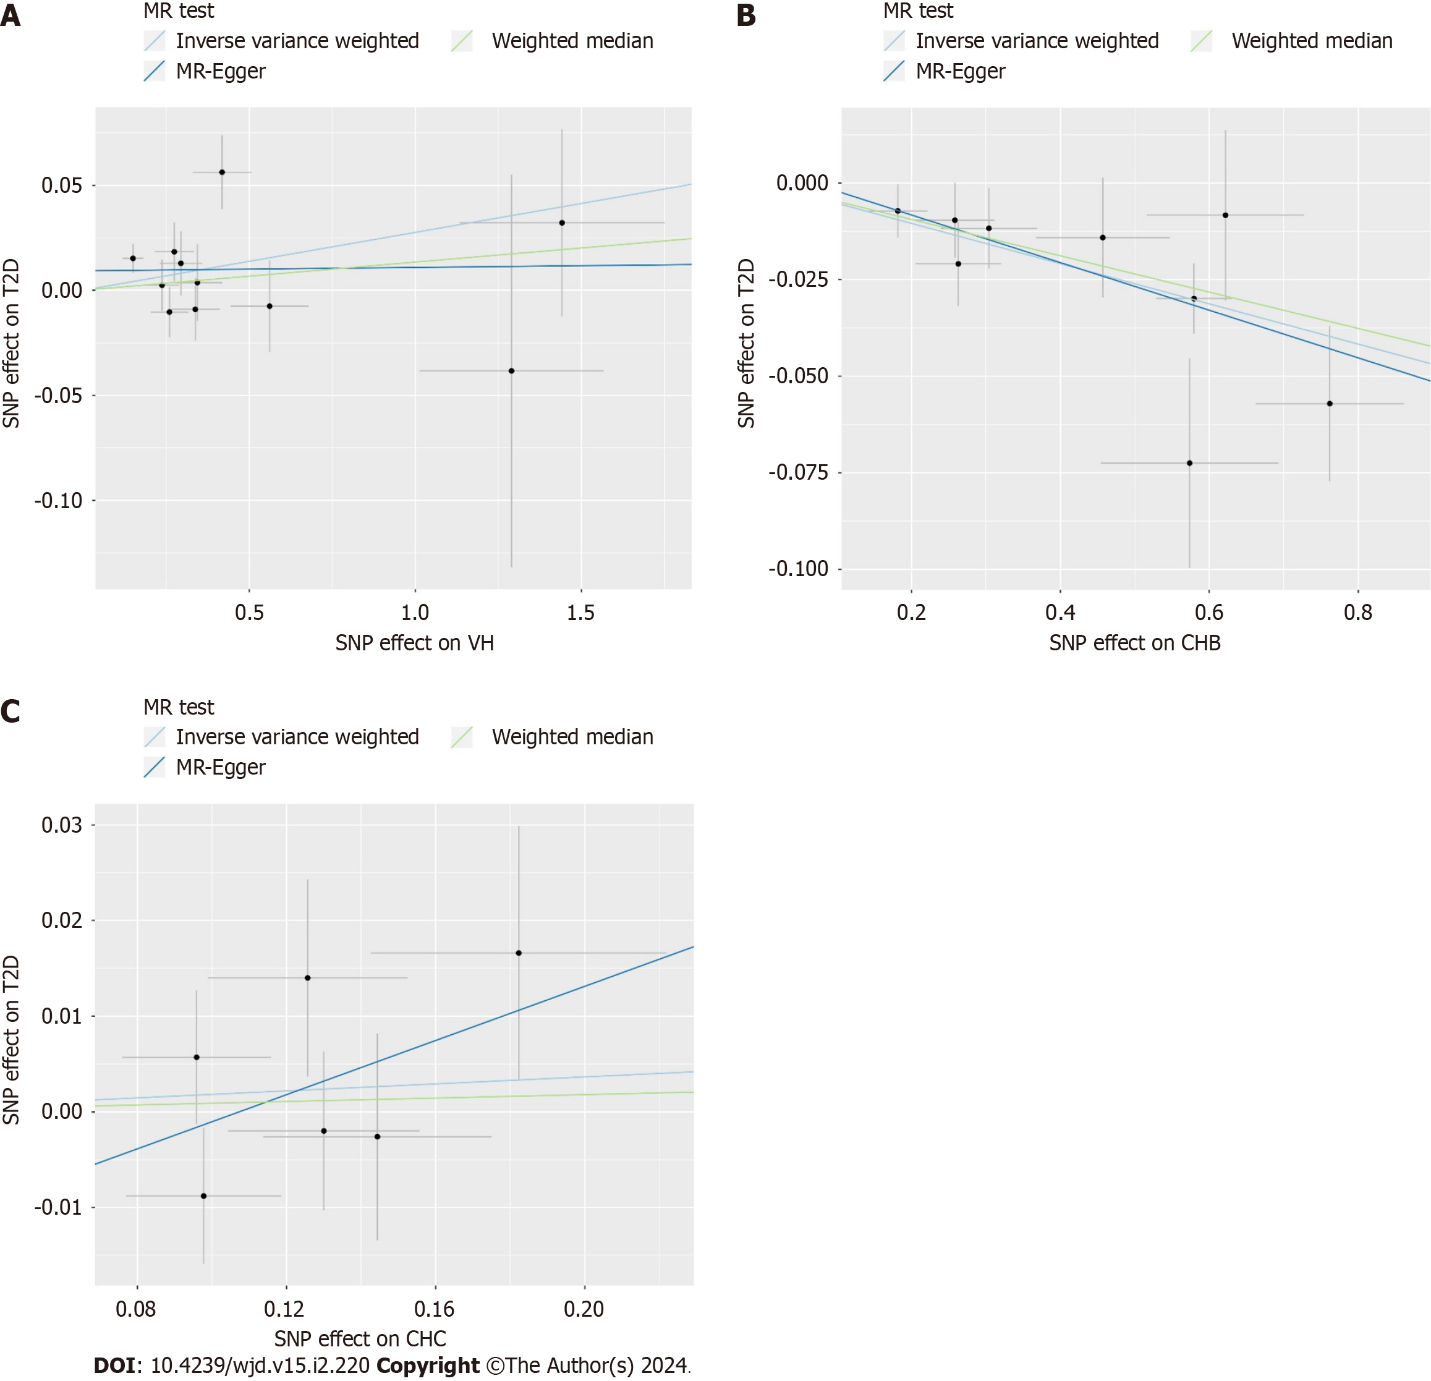 A
MR test
Inverse variance weighted
Weighted median
MR-Egger
SNP effect on T2D
0.05
0.00
-0.05
-0.10
0.5
1.0
1.5
SNP effect on VH
B
MR test
Inverse variance weighted
Weighted median
MR-Egger
SNP effect on T2D
0.000
-0.025
-0.050
-0.075
-0.100
0.2
0.4
0.6
0.8
SNP effect on CHB
C
MR test
Inverse variance weighted
Weighted median
MR-Egger
SNP effect on T2D
0.03
0.02
0.01
0.00
-0.01
0.08
0.12
0.16
0.20
SNP effect on CHC
DOI: 10.4239/wjd.v15.i2.220 Copyright ©The Author(s) 2024.